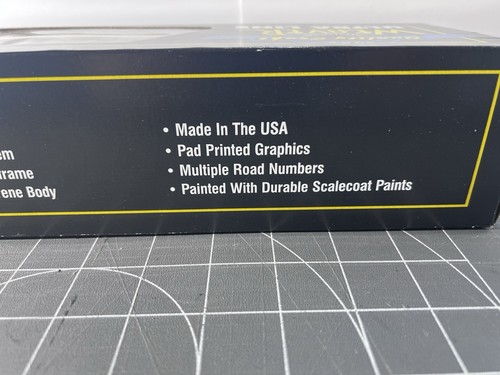 • Made In The USA
• Pad Printed Graphics
• Multiple Road Numbers
• Painted With Durable Scalecoat Paints
em
rame
ene Body